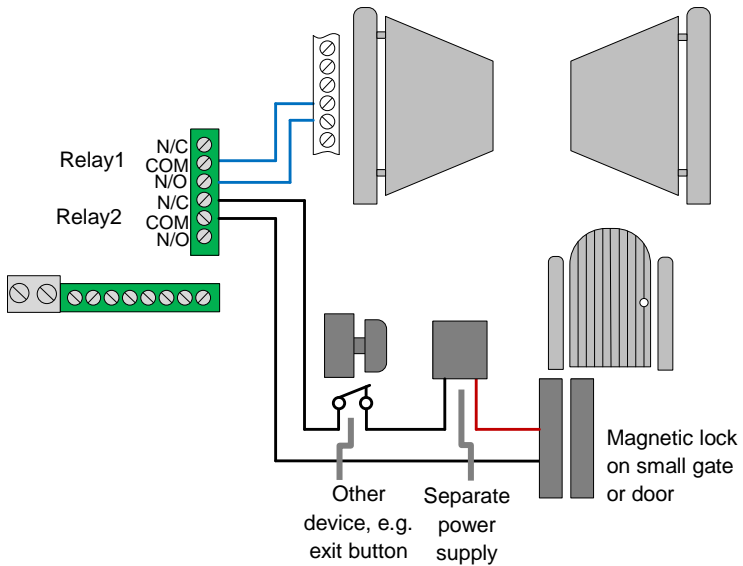 Relay1
N/C
COM
N/O
Relay2
N/C
COM
N/O
Magnetic lock
on small gate
or door
Other
device, e.g.
exit button
Separate
power
supply